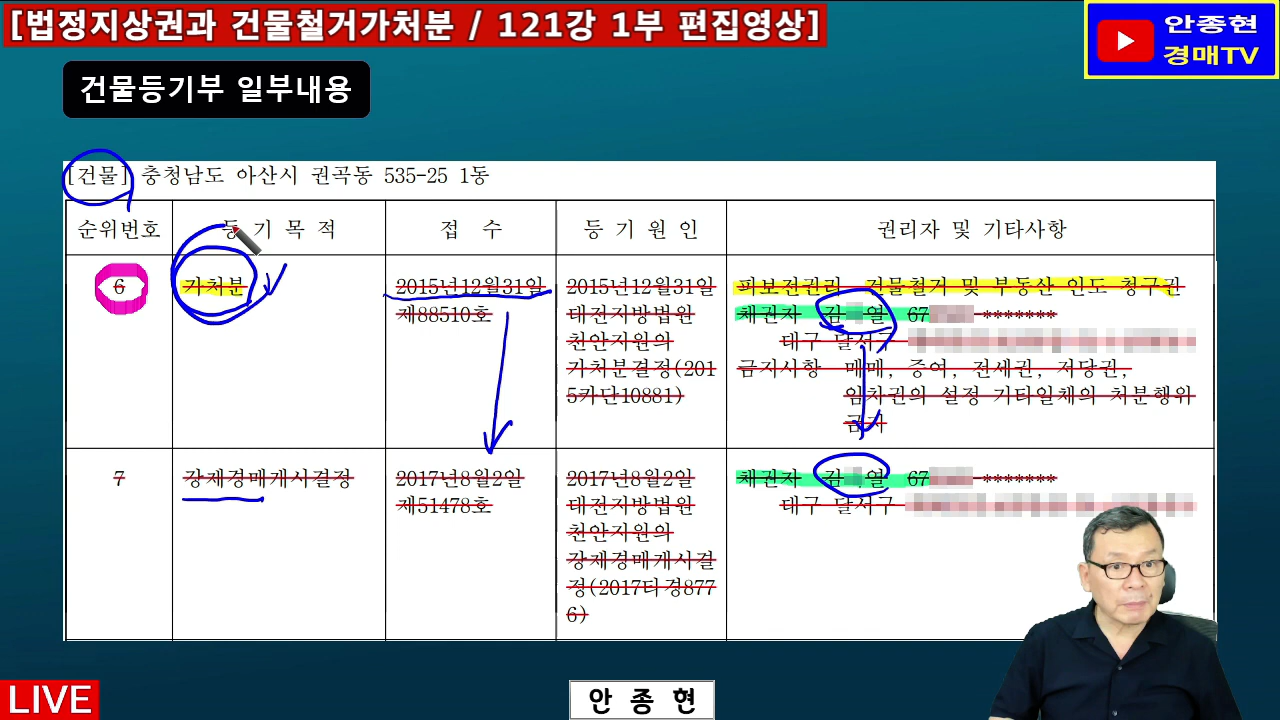 [법정지상권과 건물철거가처분 / 121강 1부 편집영상]
안종현
경매TV
건물등기부 일부내용
[건물] 충청남도 아산시 권곡동 535-25 1동
순위번호 등 기 목 적 접 수 등 기 원 인 권리자 및 기타사항
6 가처분 2015년12월31일 2015년12월31일 피보전권리 건물철거 및 부동산 인도 청구권
제88510호 대전지방법원 채권자 김 열 67 -*******
천안지원의 대구 달서구
가처분결정(201 금지사항 매매, 증여, 전세권, 저당권,
5카단10881) 임차권의 설정 기타일체의 처분행위
금지
7 강제경매개시결정 2017년8월2일 2017년8월2일 채권자 김 열 67 -*******
제51478호 대전지방법원 대구 달서구
천안지원의
강제경매개시결
정(2017타경877
6)
LIVE
안 종 현